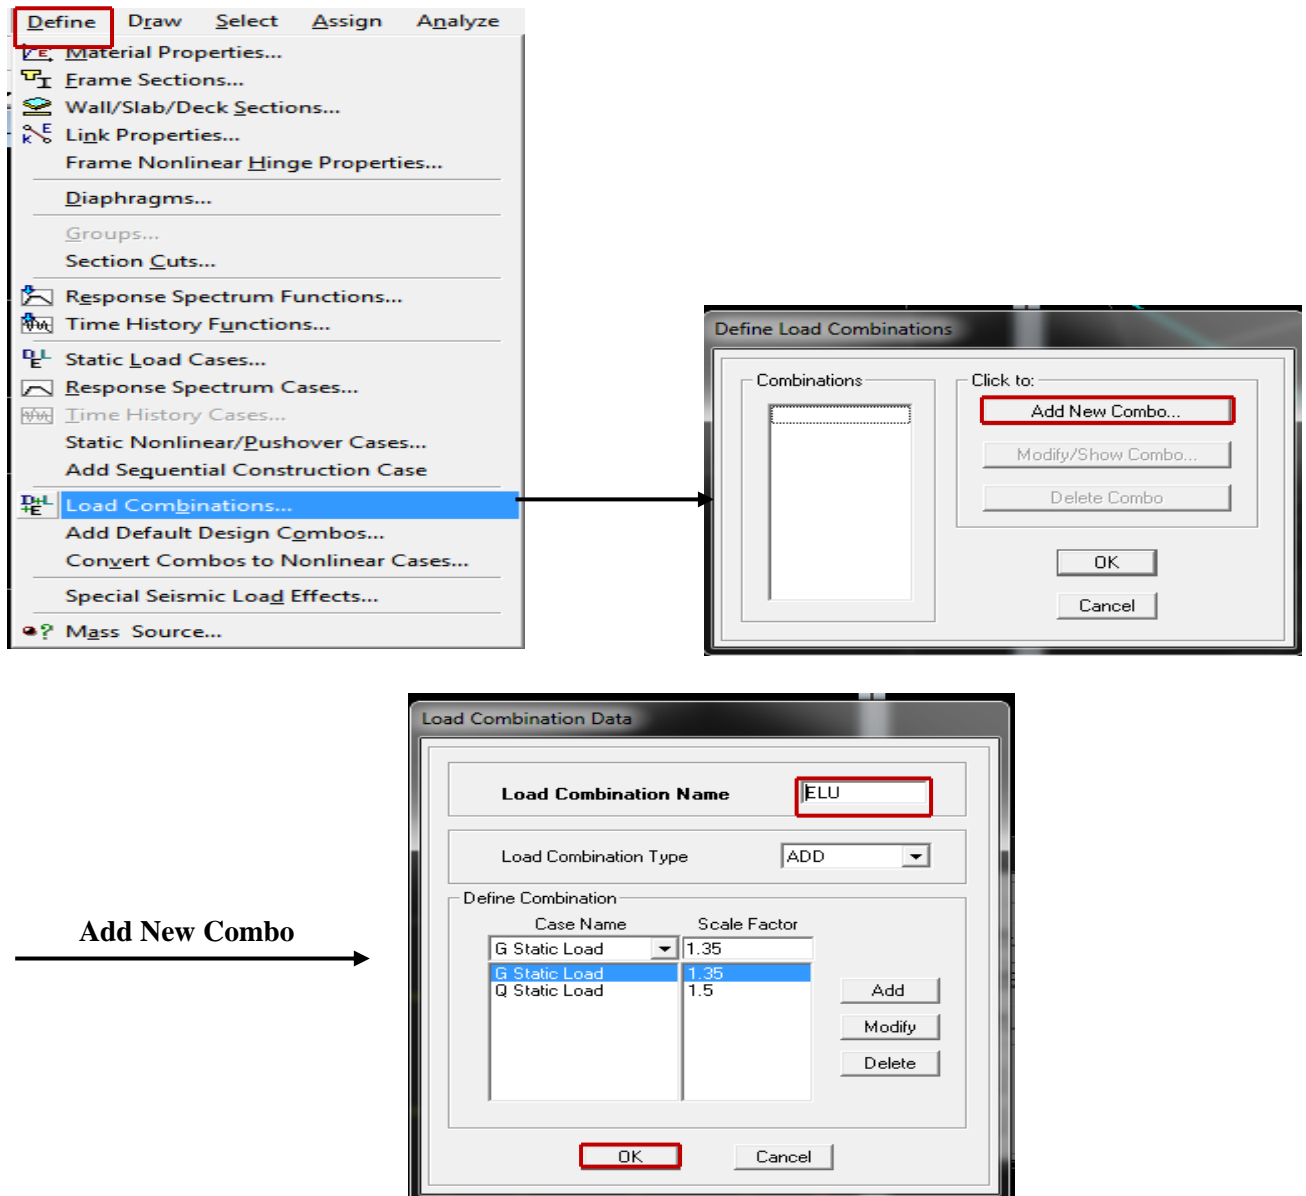 Define Draw Select Assign Analyze
Material Properties...
Frame Sections...
Wall/Slab/Deck Sections...
Link Properties...
Frame Nonlinear Hinge Properties...
Diaphragms...
Groups...
Section Cuts...
Response Spectrum Functions...
Time History Functions...
Static Load Cases...
Response Spectrum Cases...
Time History Cases...
Static Nonlinear/Pushover Cases...
Add Sequential Construction Case
Load Combinations...
Add Default Design Combos...
Convert Combos to Nonlinear Cases...
Special Seismic Load Effects...
Mass Source...
Define Load Combinations
Combinations
Click to:
Add New Combo...
Modify/Show Combo...
Delete Combo
OK
Cancel
Add New Combo
Load Combination Data
Load Combination Name ELU
Load Combination Type ADD
Define Combination
Case Name Scale Factor
G Static Load 1.35
G Static Load 1.35
Q Static Load 1.5
Add
Modify
Delete
OK Cancel